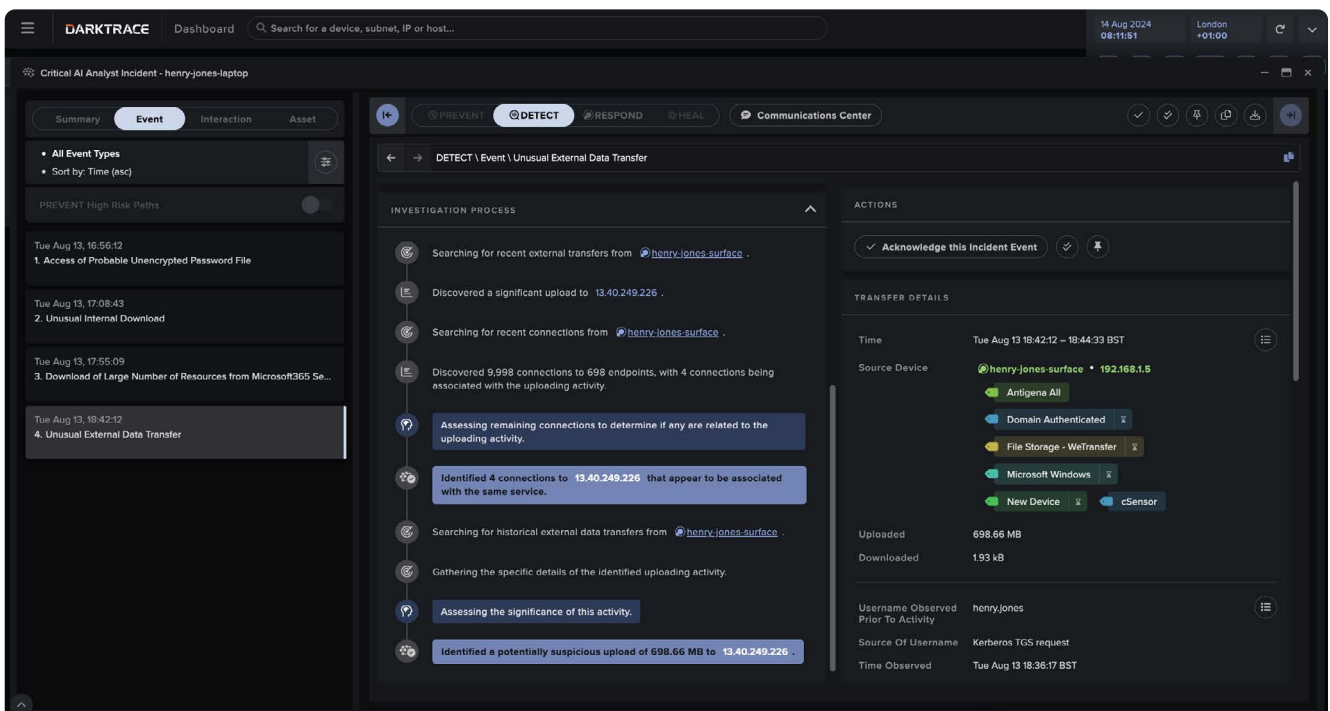 DARKTRACE
Dashboard
Search for a device, subnet, IP or host...
14 Aug 2024
08:11:51
London
+01:00
Critical AI Analyst Incident - henry-jones-laptop
Summary
Event
Interaction
Asset
• All Event Types
• Sort by: Time (asc)
PREVENT High Risk Paths
Tue Aug 13, 16:56:12
1. Access of Probable Unencrypted Password File
Tue Aug 13, 17:08:43
2. Unusual Internal Download
Tue Aug 13, 17:55:09
3. Download of Large Number of Resources from Microsoft365 Se...
Tue Aug 13, 18:42:12
4. Unusual External Data Transfer
PREVENT
DETECT
RESPOND
HEAL
Communications Center
DETECT \ Event \ Unusual External Data Transfer
INVESTIGATION PROCESS
Searching for recent external transfers from henry-jones-surface .
Discovered a significant upload to 13.40.249.226 .
Searching for recent connections from henry-jones-surface .
Discovered 9,998 connections to 698 endpoints, with 4 connections being
associated with the uploading activity.
Assessing remaining connections to determine if any are related to the
uploading activity.
Identified 4 connections to 13.40.249.226 that appear to be associated
with the same service.
Searching for historical external data transfers from henry-jones-surface .
Gathering the specific details of the identified uploading activity.
Assessing the significance of this activity.
Identified a potentially suspicious upload of 698.66 MB to 13.40.249.226 .
ACTIONS
Acknowledge this Incident Event
TRANSFER DETAILS
Time Tue Aug 13 18:42:12 – 18:44:33 BST
Source Device henry-jones-surface • 192.168.1.5
Antigena All
Domain Authenticated
File Storage - WeTransfer
Microsoft Windows
New Device
cSensor
Uploaded 698.66 MB
Downloaded 1.93 kB
Username Observed henry.jones
Prior To Activity
Source Of Username Kerberos TGS request
Time Observed Tue Aug 13 18:36:17 BST